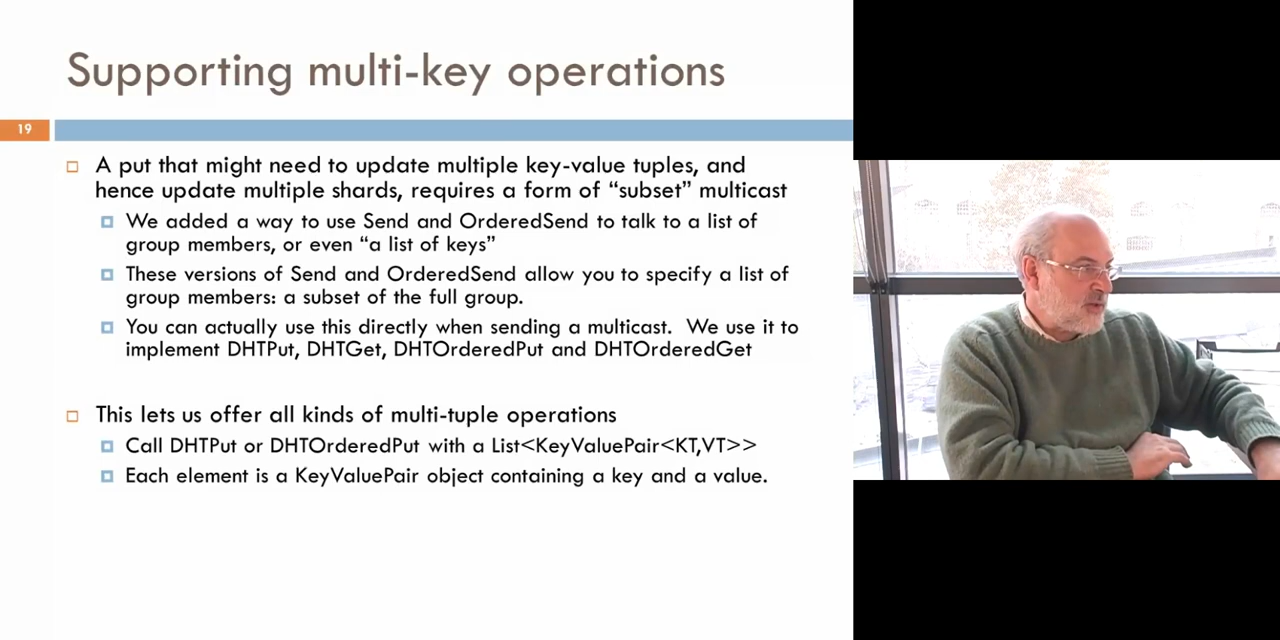 Supporting multi-key operations
19
A put that might need to update multiple key-value tuples, and
hence update multiple shards, requires a form of “subset” multicast
We added a way to use Send and OrderedSend to talk to a list of
group members, or even “a list of keys”
These versions of Send and OrderedSend allow you to specify a list of
group members: a subset of the full group.
You can actually use this directly when sending a multicast.  We use it to
implement DHTPut, DHTGet, DHTOrderedPut and DHTOrderedGet
This lets us offer all kinds of multi-tuple operations
Call DHTPut or DHTOrderedPut with a List<KeyValuePair<KT,VT>>
Each element is a KeyValuePair object containing a key and a value.